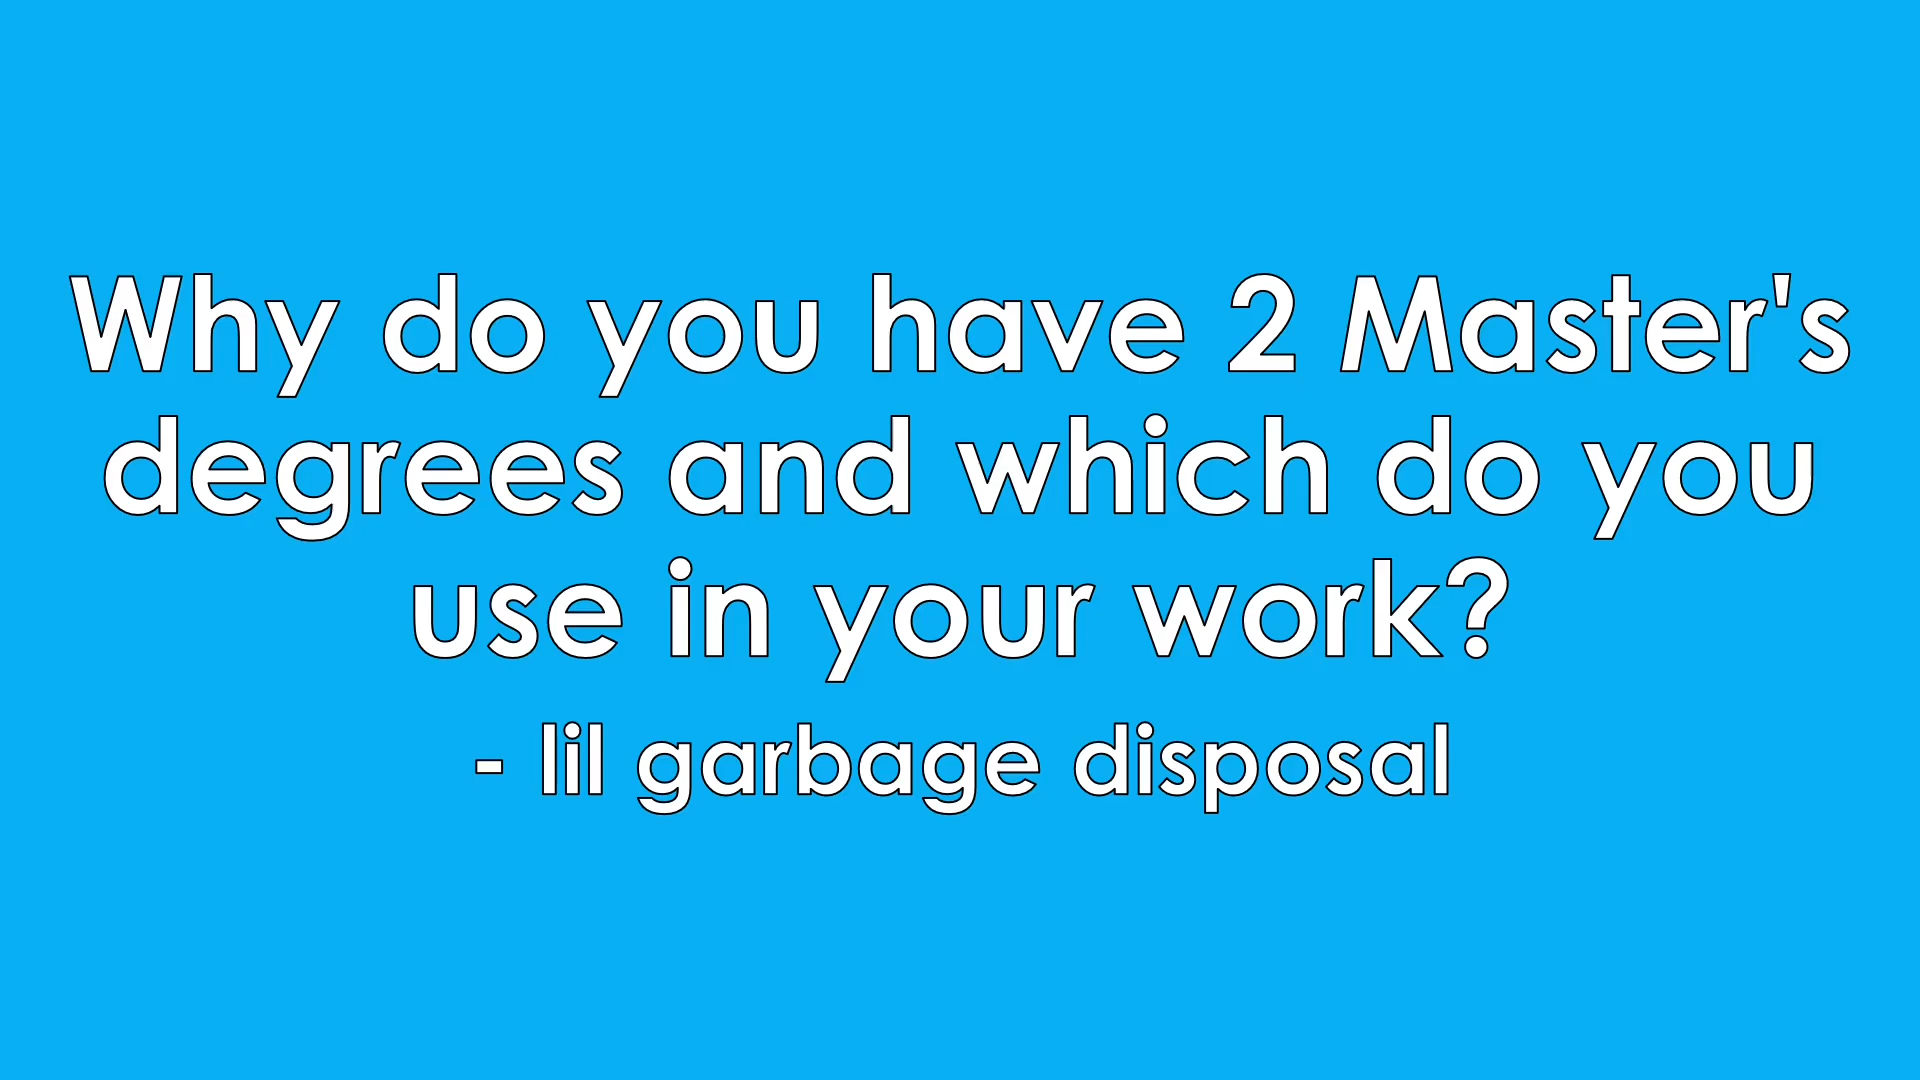 Why do you have 2 Master's
degrees and which do you
use in your work?
- lil garbage disposal